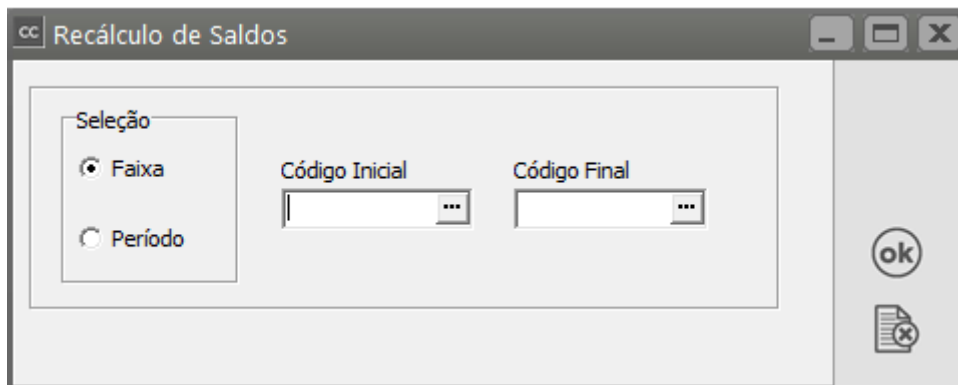 cc Recálculo de Saldos
Seleção
Faixa
Código Inicial
Código Final
...
...
Período
ok